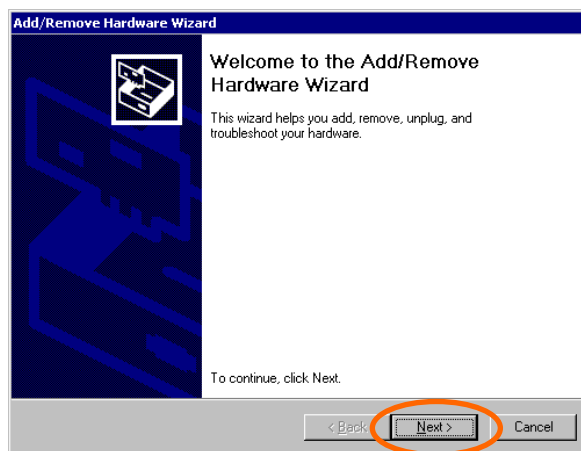 Add/Remove Hardware Wizard
Welcome to the Add/Remove
Hardware Wizard
This wizard helps you add, remove, unplug, and
troubleshoot your hardware.
To continue, click Next.
< Back Next > Cancel